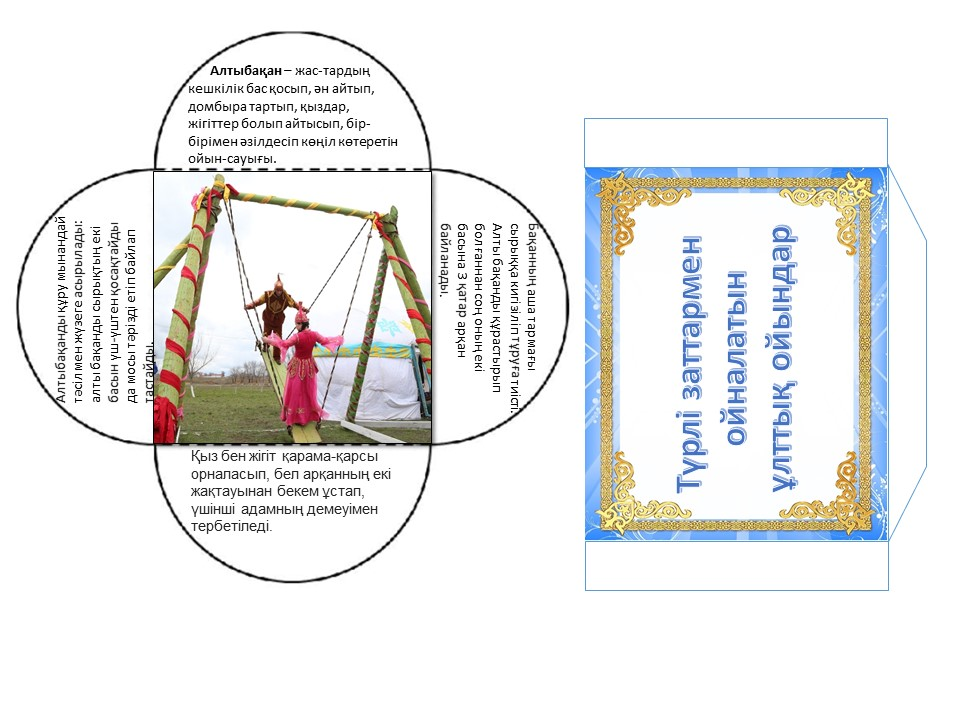 Алтыбақан – жас-тардың
кешкілік бас қосып, ән айтып,
домбыра тартып, қыздар,
жігіттер болып айтысып, бір-
бірімен әзілдесіп көңіл көтеретін
ойын-сауығы.
Алтыбақанды құру мынандай
тәсілмен жүзеге асырылады:
алты бақанды сырықтың екі
басын үш-үштен қосақтайды
да мосы тәрізді етіп байлап
тастайды.
Бақанның аша тармағы
сырыққа кигізіліп тұруға тиісті.
Алты бақанды құрастырып
болғаннан соң оның екі
басына 3 қатар арқан
байланады.
Қыз бен жігіт қарама-қарсы
орналасып, бел арқанның екі
жақтауынан бекем ұстап,
үшінші адамның демеуімен
тербетіледі.
Түрлі заттармен
ойналатын
ұлттық ойындар